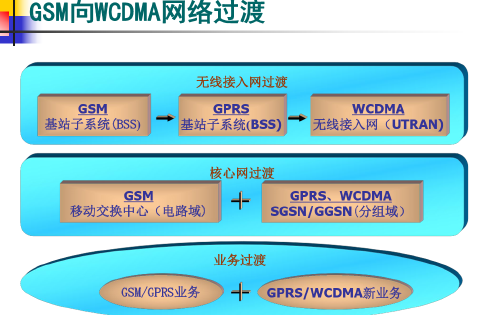 GSM向WCDMA网络过渡
无线接入网过渡
GSM
基站子系统(BSS)
GPRS
基站子系统(BSS)
WCDMA
无线接入网（UTRAN)
核心网过渡
GSM
移动交换中心（电路域)
+
GPRS、WCDMA
SGSN/GGSN(分组域）
业务过渡
GSM/GPRS业务
+
GPRS/WCDMA新业务